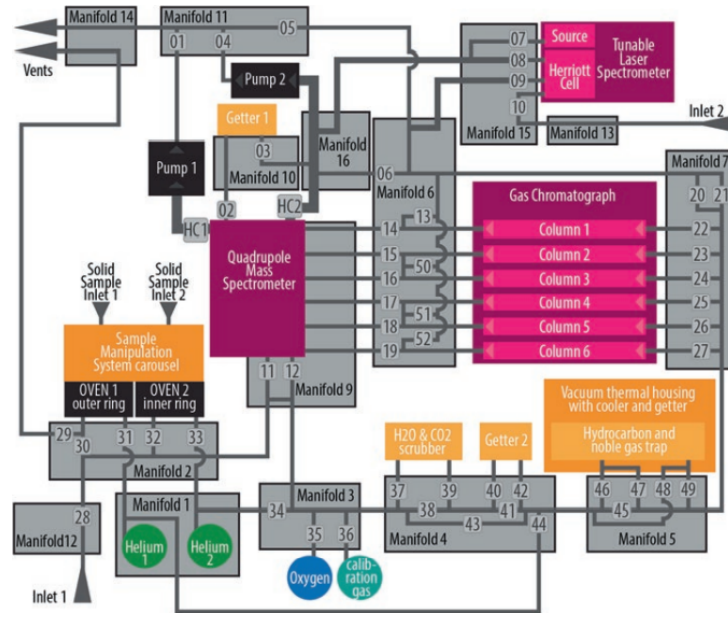 Manifold 14
Manifold 11
01
04
05
Vents
Pump 2
Pump 1
Getter 1
03
Manifold 10
02
HC1
HC2
Manifold 16
07
08
09
10
Manifold 15
Source
Herriott Cell
Tunable Laser Spectrometer
Manifold 13
Inlet 2
06
Manifold 6
Manifold 7
20
21
Gas Chromatograph
13
14
Column 1
22
15
Column 2
23
50
16
Column 3
24
17
Column 4
25
51
18
Column 5
26
52
19
Column 6
27
Quadrupole Mass Spectrometer
11
12
Manifold 9
Solid Sample Inlet 1
Solid Sample Inlet 2
Sample Manipulation System carousel
OVEN 1 outer ring
OVEN 2 inner ring
29
30
31
32
33
Manifold 2
28
Manifold12
Inlet 1
Manifold 1
Helium 1
Helium 2
34
Manifold 3
35
36
Oxygen
calib-ration gas
H2O & CO2 scrubber
Getter 2
37
39
40
42
38
41
43
44
Manifold 4
Vacuum thermal housing with cooler and getter
Hydrocarbon and noble gas trap
46
47
48
49
45
Manifold 5